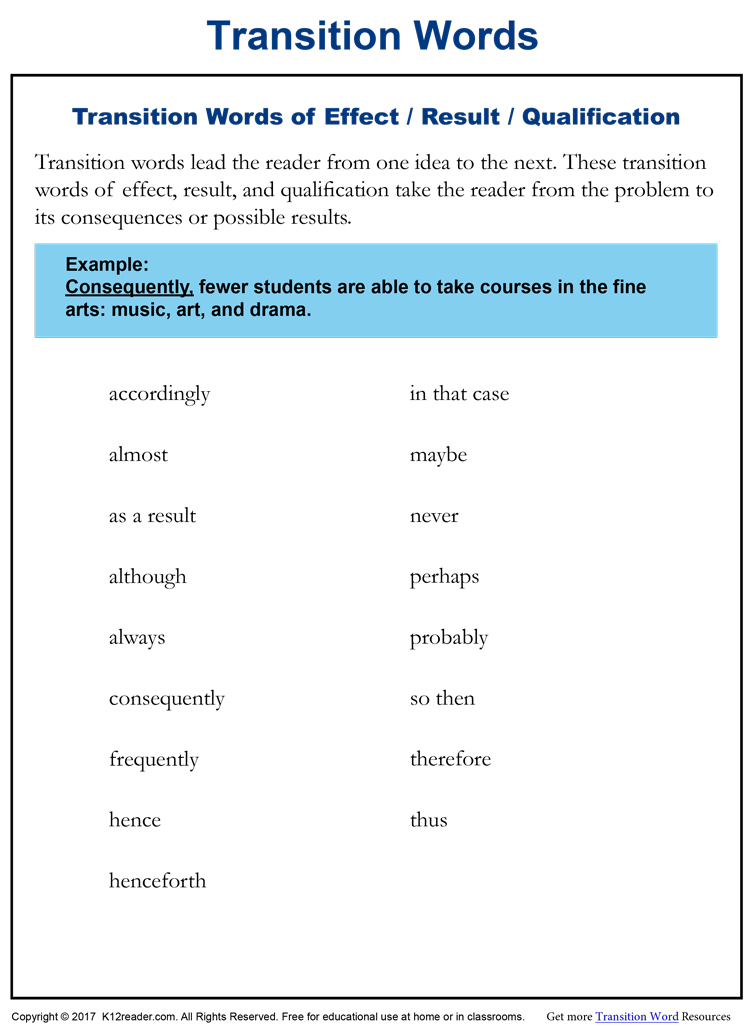 Transition Words
Transition Words of Effect / Result / Qualification
Transition words lead the reader from one idea to the next. These transition
words of effect, result, and qualification take the reader from the problem to
its consequences or possible results.
Example:
Consequently, fewer students are able to take courses in the fine
arts: music, art, and drama.
accordingly
almost
as a result
although
always
consequently
frequently
hence
henceforth
in that case
maybe
never
perhaps
probably
so then
therefore
thus
Copyright © 2017 K12reader.com. All Rights Reserved. Free for educational use at home or in classrooms.
Get more Transition Word Resources